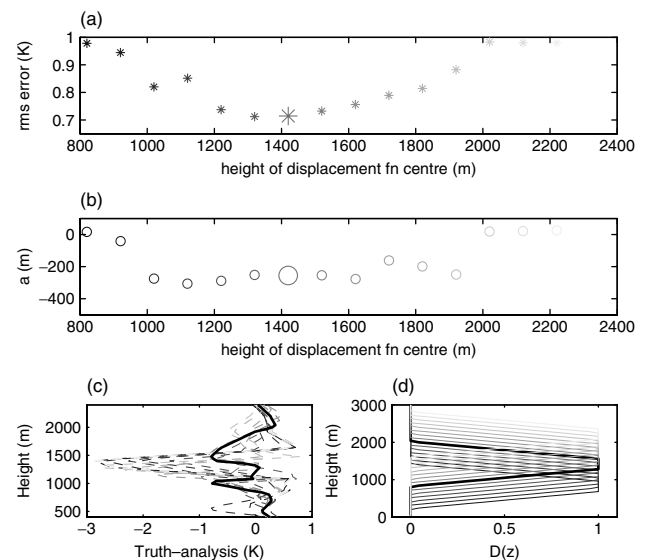 (a)
1
0.9
0.8
0.7
rms error (K)
800 1000 1200 1400 1600 1800 2000 2200 2400
height of displacement fn centre (m)
(b)
0
−200
−400
a (m)
800 1000 1200 1400 1600 1800 2000 2200 2400
height of displacement fn centre (m)
(c)
2000
1500
1000
500
Height (m)
−3 −2 −1 0 1
Truth–analysis (K)
(d)
3000
2000
1000
0
Height (m)
0 0.5 1
D(z)